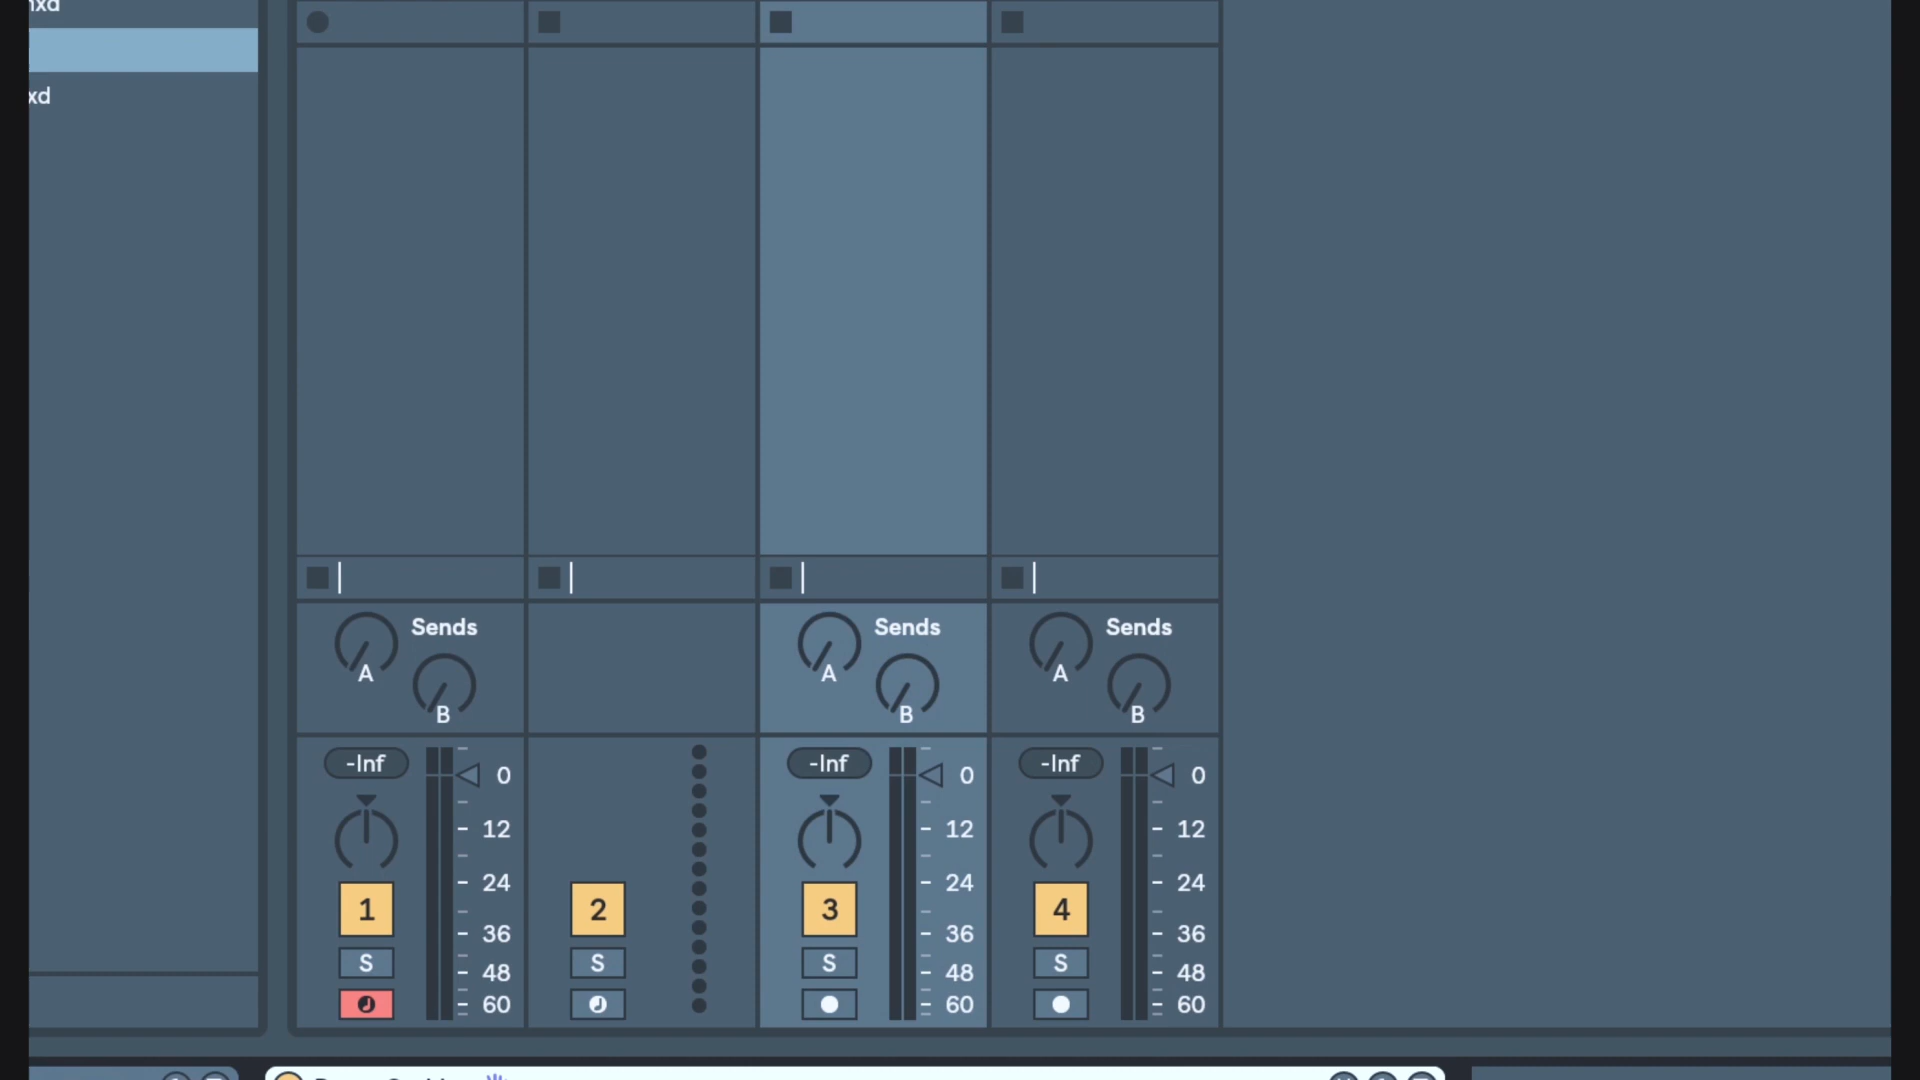 xd
Sends Sends Sends
A A A
B B B
-Inf 0 -Inf 0 -Inf 0
12 12 12
1 24 2 3 24 4 24
36 36 36
S 48 S S 48 S 48
60 60 60